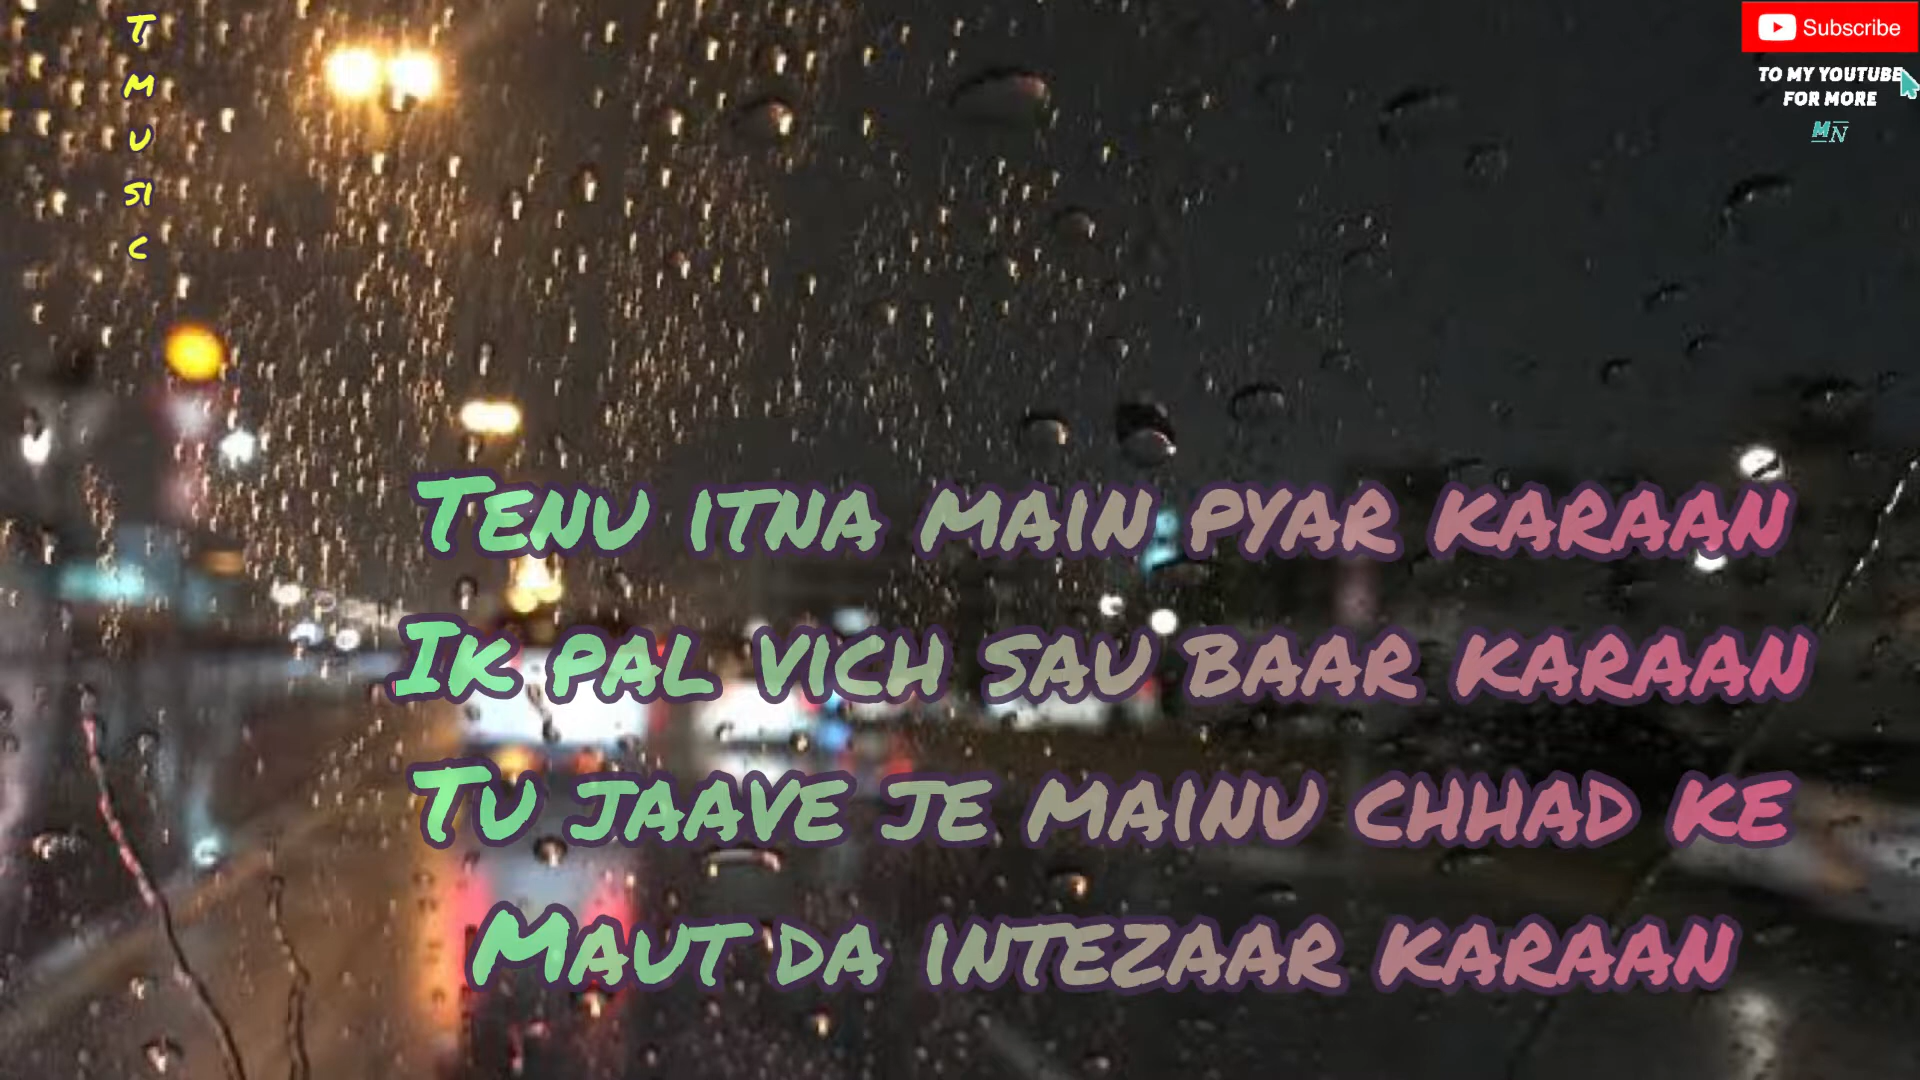 T
M
U
SI
C
Subscribe
TO MY YOUTUBE
FOR MORE
MN
Tenu itna main pyar karaan
Ik pal vich sau baar karaan
Tu jaave je mainu chhad ke
Maut da intezaar karaan